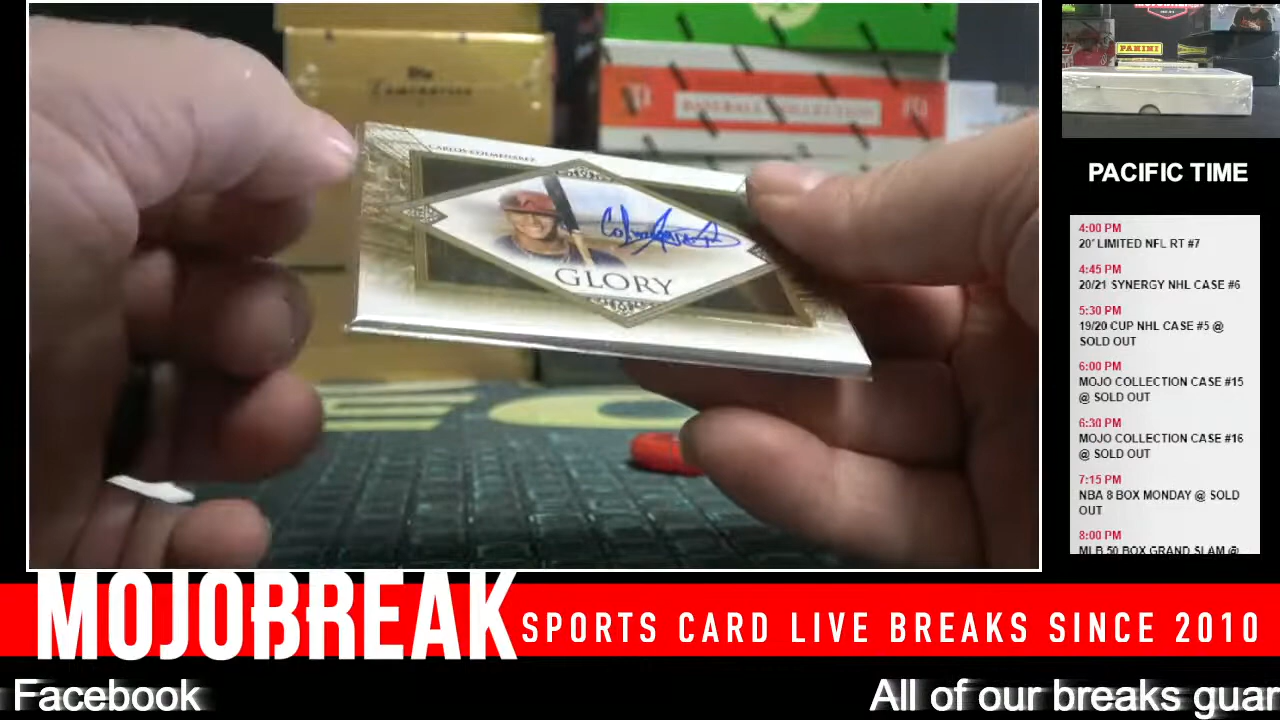 CARLOS COLMENAREZ
GLORY
BASEBALL COLLECTION
PANINI
PACIFIC TIME
4:00 PM
20' LIMITED NFL RT #7
4:45 PM
20/21 SYNERGY NHL CASE #6
5:30 PM
19/20 CUP NHL CASE #5 @
SOLD OUT
6:00 PM
MOJO COLLECTION CASE #15
@ SOLD OUT
6:30 PM
MOJO COLLECTION CASE #16
@ SOLD OUT
7:15 PM
NBA 8 BOX MONDAY @ SOLD
OUT
8:00 PM
MLB 50 BOX GRAND SLAM @
MOJOBREAK
SPORTS CARD LIVE BREAKS SINCE 2010
Facebook
All of our breaks guar